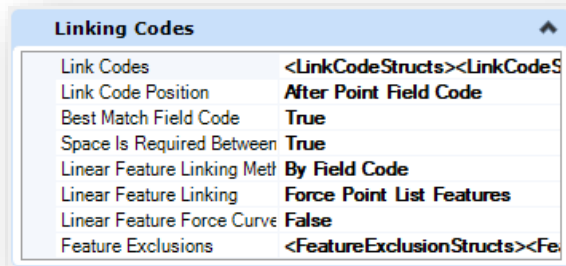 Linking Codes
Link Codes <LinkCodeStructs><LinkCodeS
Link Code Position After Point Field Code
Best Match Field Code True
Space Is Required Between True
Linear Feature Linking Meth By Field Code
Linear Feature Linking Force Point List Features
Linear Feature Force Curve False
Feature Exclusions <FeatureExclusionStructs><Fea